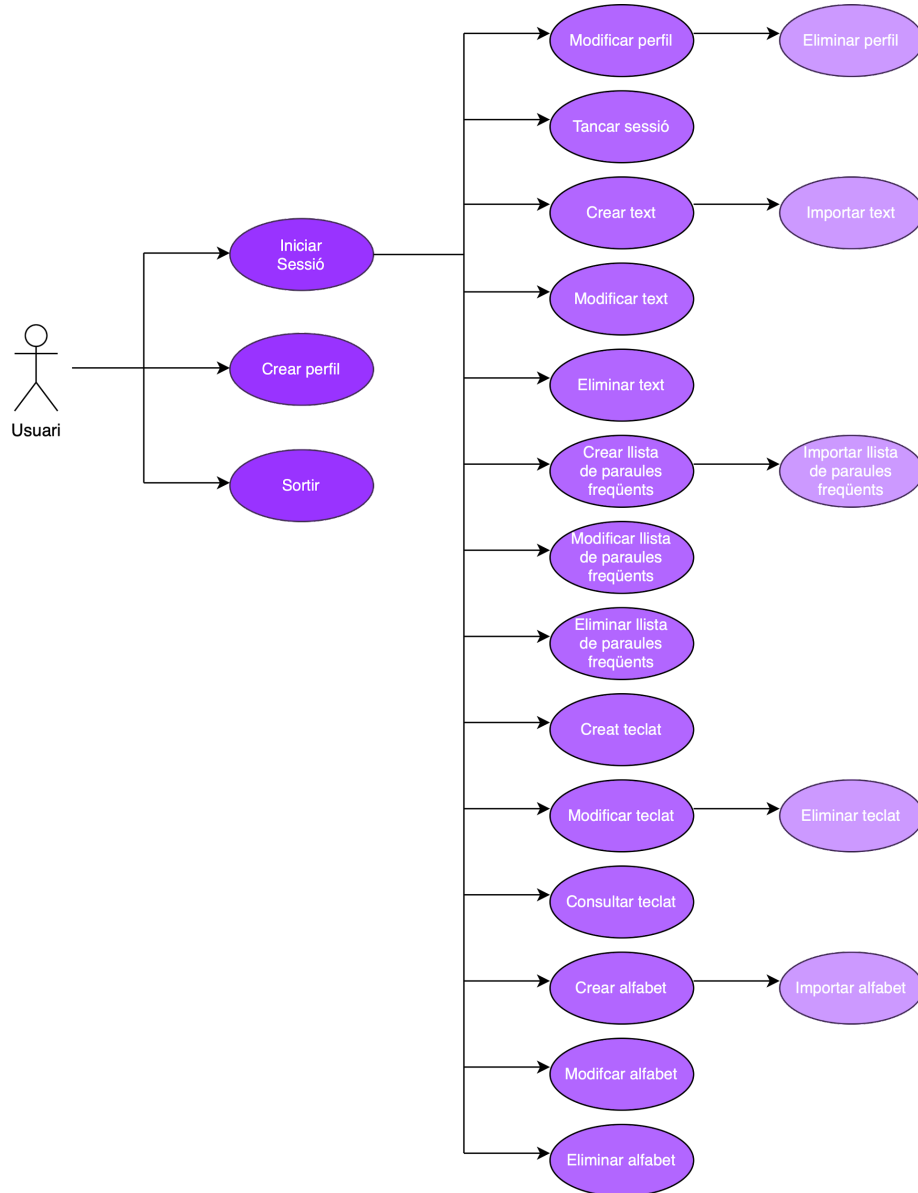 Modificar perfil
Eliminar perfil
Tancar sessió
Crear text
Importar text
Iniciar
Sessió
Modificar text
Usuari
Crear perfil
Eliminar text
Sortir
Crear llista
de paraules
freqüents
Importar llista
de paraules
freqüents
Modificar llista
de paraules
freqüents
Eliminar llista
de paraules
freqüents
Creat teclat
Modificar teclat
Eliminar teclat
Consultar teclat
Crear alfabet
Importar alfabet
Modifcar alfabet
Eliminar alfabet